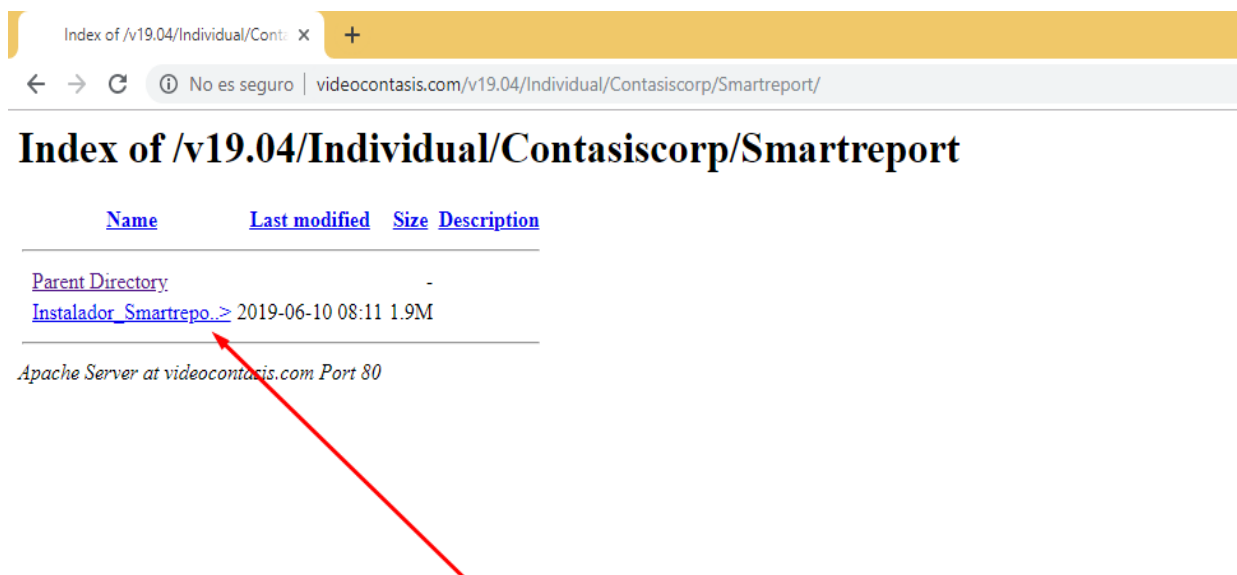 Index of /v19.04/Individual/Conta
No es seguro | videocontasis.com/v19.04/Individual/Contasiscorp/Smartreport/
Index of /v19.04/Individual/Contasiscorp/Smartreport
Name Last modified Size Description
Parent Directory -
Instalador_Smartrepo..> 2019-06-10 08:11 1.9M
Apache Server at videocontasis.com Port 80